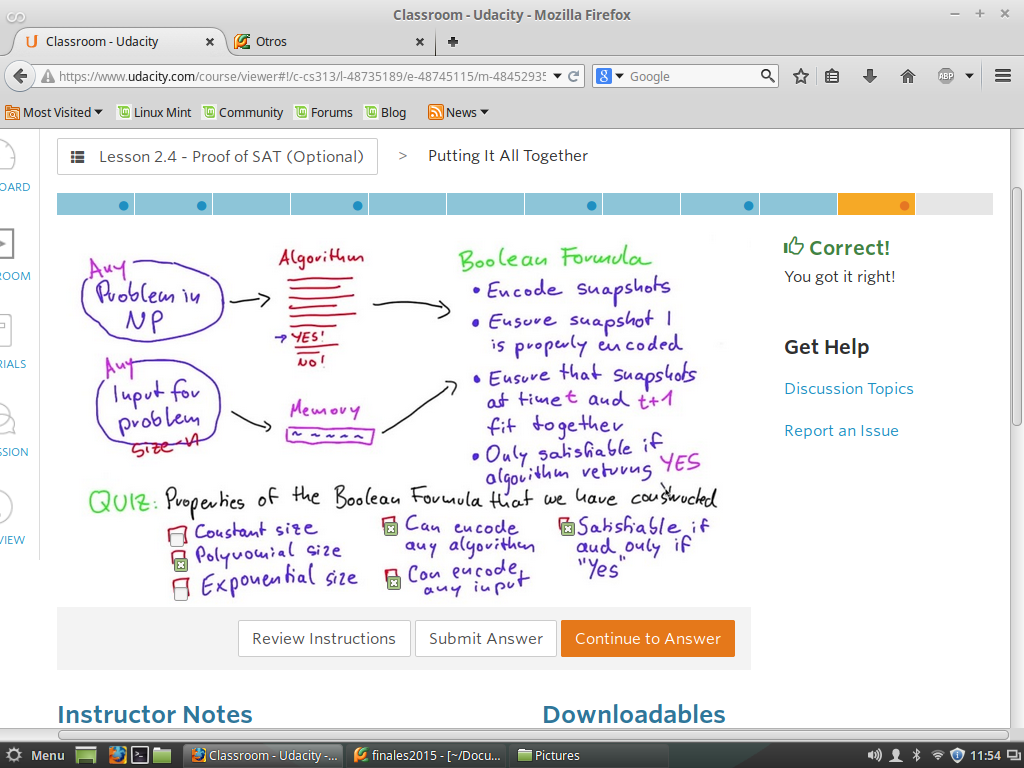 Classroom - Udacity - Mozilla Firefox
Classroom - Udacity
Otros
https://www.udacity.com/course/viewer#!/c-cs313/l-48735189/e-48745115/m-4845293
Google
ABP
Most Visited
Linux Mint
Community
Forums
Blog
News
Lesson 2.4 - Proof of SAT (Optional)
>
Putting It All Together
OARD
ROOM
RIALS
SSION
VIEW
Any
Problem in
NP
Algorithm
YES!
NO!
Any
Input for
problem
size n
Memory
Boolean Formula
• Encode snapshots
• Ensure snapshot 1
is properly encoded
• Ensure that snapshots
at time t and t+1
fit together
• Only satisfiable if
algorithm returns YES
QUIZ: Properties of the Boolean Formula that we have constructed
Constant size
Polynomial size
Exponential size
Can encode
any algorithm
Can encode
any input
Satisfiable if
and only if
"Yes"
Correct!
You got it right!
Get Help
Discussion Topics
Report an Issue
Review Instructions
Submit Answer
Continue to Answer
Instructor Notes
Downloadables
Menu
Classroom - Udacity -...
finales2015 - [~/Docu...
Pictures
11:54